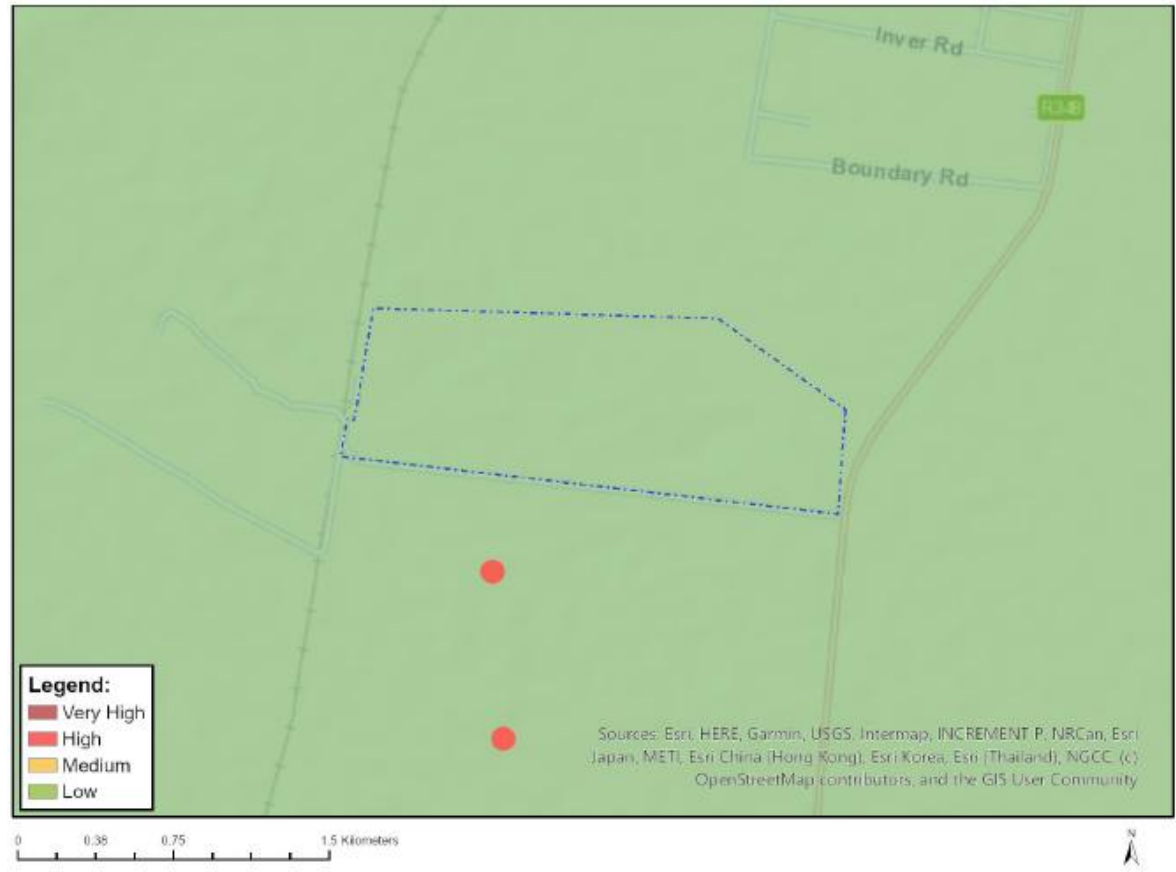 Inver Rd
R34B
Boundary Rd
Legend:
Very High
High
Medium
Low
Sources: Esri, HERE, Garmin, USGS, Intermap, INCREMENT P, NRCan, Esri
Japan, METI, Esri China (Hong Kong), Esri Korea, Esri (Thailand), NGCC, (c)
OpenStreetMap contributors, and the GIS User Community
0 0.38 0.75 1.5 Kilometers
N